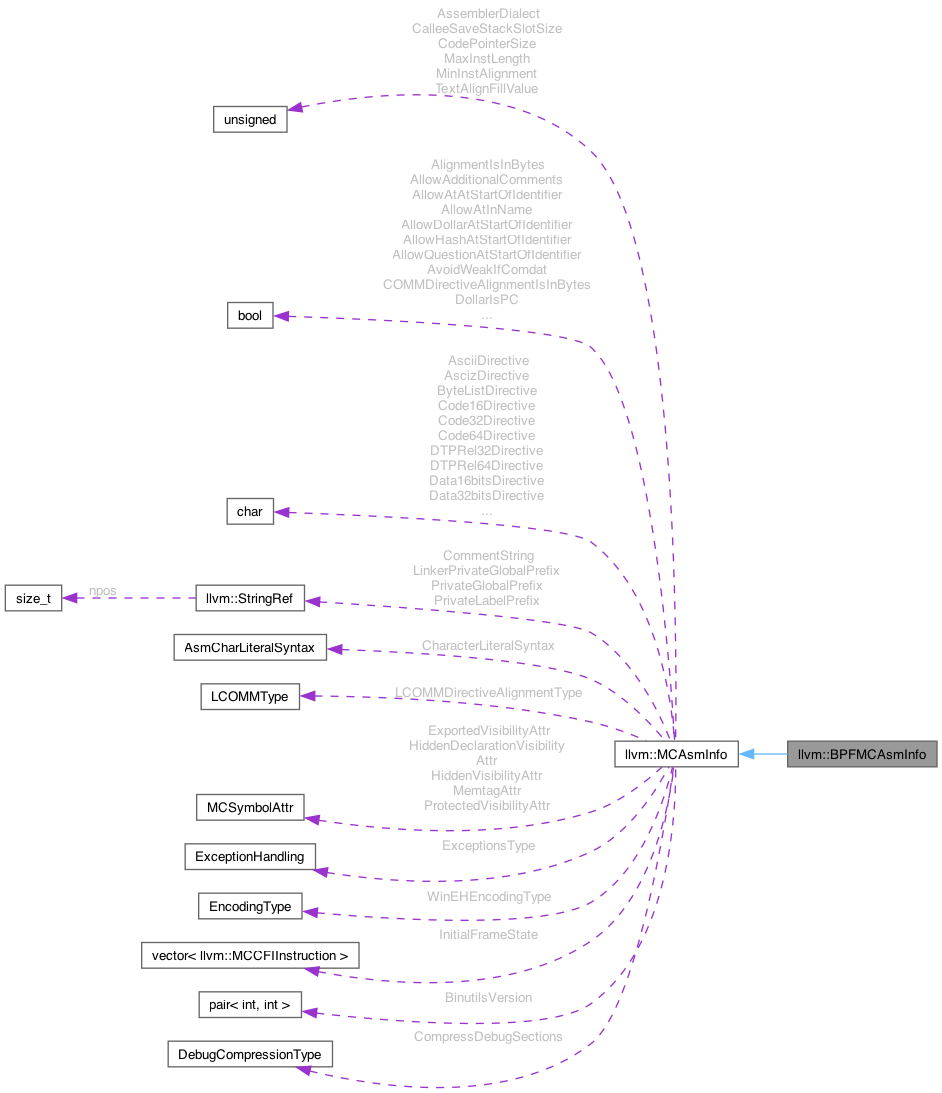 AssemblerDialect
CalleeSaveStackSlotSize
CodePointerSize
MaxInstLength
MinInstAlignment
TextAlignFillValue
unsigned
AlignmentIsInBytes
AllowAdditionalComments
AllowAtAtStartOfIdentifier
AllowAtInName
AllowDollarAtStartOfIdentifier
AllowHashAtStartOfIdentifier
AllowQuestionAtStartOfIdentifier
AvoidWeakIfComdat
COMMDirectiveAlignmentIsInBytes
DollarIsPC
...
bool
AsciiDirective
AscizDirective
ByteListDirective
Code16Directive
Code32Directive
Code64Directive
DTPRel32Directive
DTPRel64Directive
Data16bitsDirective
Data32bitsDirective
...
char
CommentString
LinkerPrivateGlobalPrefix
PrivateGlobalPrefix
PrivateLabelPrefix
size_t
npos
llvm::StringRef
AsmCharLiteralSyntax
CharacterLiteralSyntax
LCOMMType
LCOMMDirectiveAlignmentType
ExportedVisibilityAttr
HiddenDeclarationVisibility
Attr
HiddenVisibilityAttr
MemtagAttr
ProtectedVisibilityAttr
llvm::MCAsmInfo
llvm::BPFMCAsmInfo
MCSymbolAttr
ExceptionsType
ExceptionHandling
WinEHEncodingType
EncodingType
InitialFrameState
vector< llvm::MCCFIInstruction >
BinutilsVersion
pair< int, int >
CompressDebugSections
DebugCompressionType